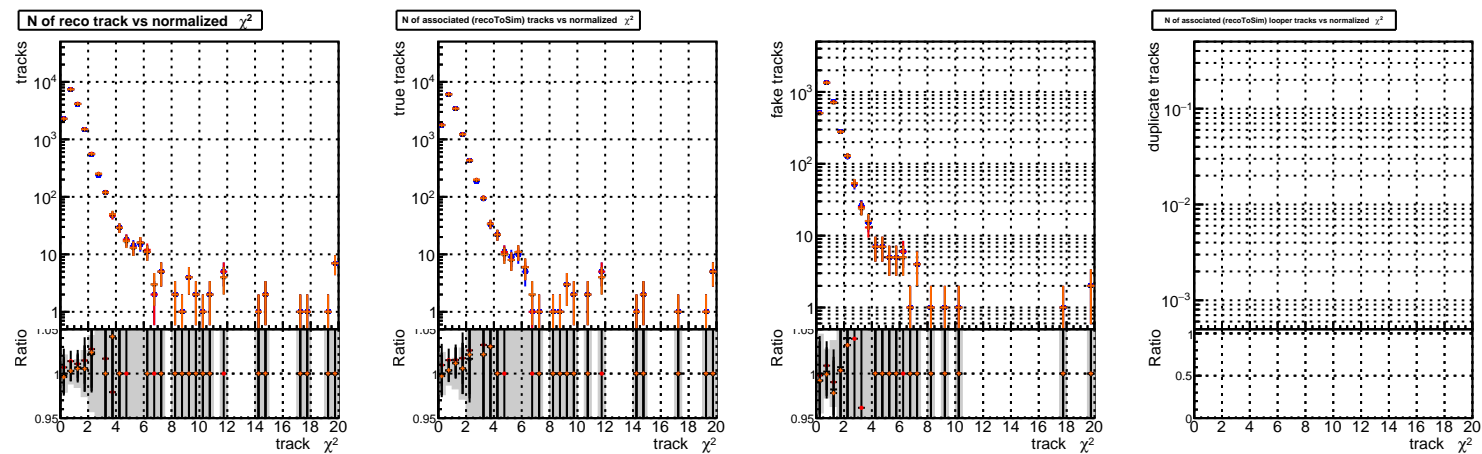 N of reco track vs normalized χ²
tracks
10⁴
10³
10²
10
1
1.05
Ratio
1
0.95
0 2 4 6 8 10 12 14 16 18 20
track χ²
N of associated (recoToSim) tracks vs normalized χ²
true tracks
10⁴
10³
10²
10
1
1.05
Ratio
1
0.95
0 2 4 6 8 10 12 14 16 18 20
track χ²
fake tracks
10³
10²
10
1
1.05
Ratio
1
0.95
0 2 4 6 8 10 12 14 16 18 20
track χ²
N of associated (recoToSim) looper tracks vs normalized χ²
duplicate tracks
10⁻¹
10⁻²
10⁻³
Ratio
1
0.5
0
0 2 4 6 8 10 12 14 16 18 20
track χ²